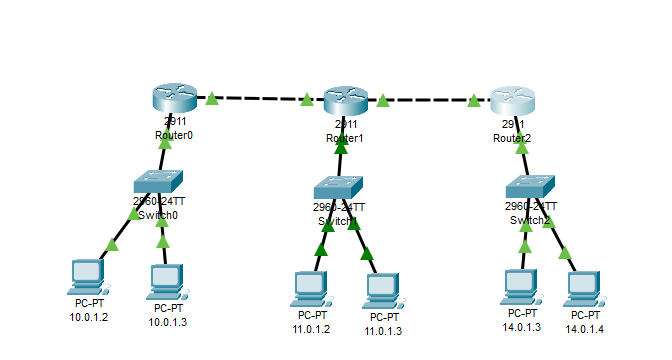 2911
Router0
2911
Router1
2911
Router2
2960-24TT
Switch0
2960-24TT
Switch1
2960-24TT
Switch2
PC-PT
10.0.1.2
PC-PT
10.0.1.3
PC-PT
11.0.1.2
PC-PT
11.0.1.3
PC-PT
14.0.1.3
PC-PT
14.0.1.4